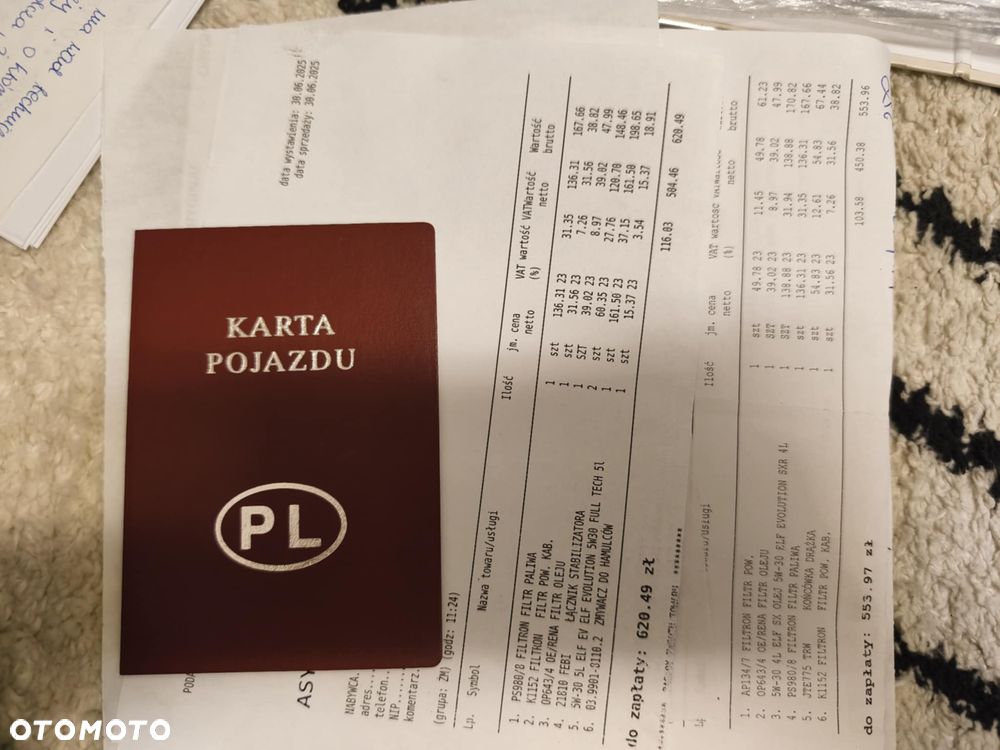 KARTA
POJAZDU
PL
data wystawienia: 30.06.2025
data sprzedaży: 30.06.2025
PODA
ASY
NABYWCA.
adres....
telefon.
NIP......
komentarz.
(grupa: ZM) (godz: 11:24)
Lp. Symbol Nazwa towaru/usługi Ilość jm. cena netto VAT (%) wartość VAT Wartość netto Wartość brutto
1. PS980/8 FILTRON FILTR PALIWA 1 szt 136.31 23 31.35 136.31 167.66
2. K1152 FILTRON FILTR POW. KAB. 1 szt 31.56 23 7.26 31.56 38.82
3. OP643/4 OE/RENA FILTR OLEJU 1 SZT 39.02 23 8.97 39.02 47.99
4. 21810 FEBI ŁĄCZNIK STABILIZATORA 2 szt 60.35 23 27.76 120.70 148.46
5. 5W-30 5L ELF EV ELF EVOLUTION 5W30 FULL TECH 5l 1 szt 161.50 23 37.15 161.50 198.65
6. 03.9901-3110.2 ZMYWACZ DO HAMULCÓW 1 szt 15.37 23 3.54 15.37 18.91
116.03 504.46 620.49
do zapłaty: 620.49 zł
Ilość jm. cena netto VAT (%) wartość netto brutto
1. AP134/7 FILTRON FILTR POW. 1 szt 49.78 23 11.45 49.78 61.23
2. OP643/4 OE/RENA FILTR OLEJU 1 SZT 39.02 23 8.97 39.02 47.99
3. 5W-30 4L ELF SX OLEJ 5W-30 ELF EVOLUTION SXR 4L 1 SZT 138.88 23 31.94 138.88 170.82
4. PS980/8 FILTRON FILTR PALIWA 1 szt 136.31 23 31.35 136.31 167.66
5. JTE775 TRW KOŃCÓWKA DRĄŻKA 1 szt 54.83 23 12.61 54.83 67.44
6. K1152 FILTRON FILTR POW. KAB. 1 szt 31.56 23 7.26 31.56 38.82
103.58 450.38 553.96
do zapłaty: 553.97 zł
OTOMOTO